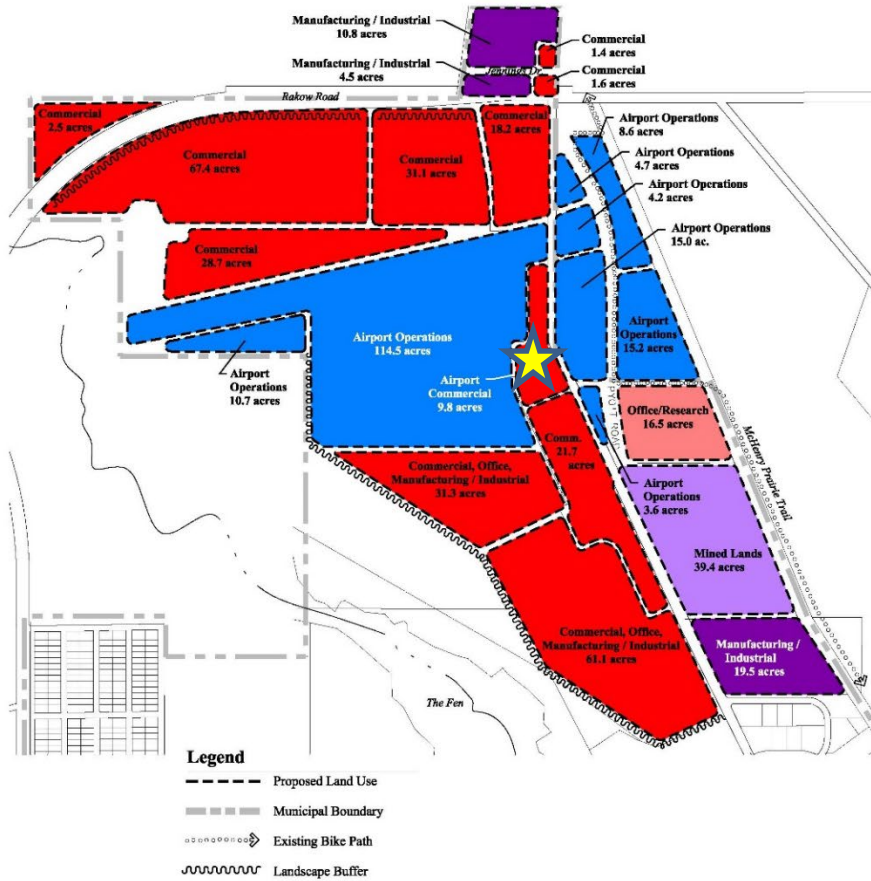 Manufacturing / Industrial
10.8 acres
Commercial
1.4 acres
Manufacturing / Industrial
4.5 acres
Commercial
1.6 acres
Rakow Road
Commercial
2.5 acres
Commercial
67.4 acres
Commercial
31.1 acres
Commercial
18.2 acres
Airport Operations
8.6 acres
Airport Operations
4.7 acres
Airport Operations
4.2 acres
Airport Operations
15.0 ac.
Commercial
28.7 acres
Airport Operations
114.5 acres
Airport
Operations
15.2 acres
Airport
Operations
10.7 acres
Airport
Commercial
9.8 acres
PYOTT ROAD
Office/Research
16.5 acres
McHenry Prairie Trail
Comm.
21.7
acres
Commercial, Office,
Manufacturing / Industrial
31.3 acres
Airport
Operations
3.6 acres
Mined Lands
39.4 acres
Commercial, Office,
Manufacturing / Industrial
61.1 acres
Manufacturing /
Industrial
19.5 acres
The Fen
Legend
Proposed Land Use
Municipal Boundary
Existing Bike Path
Landscape Buffer